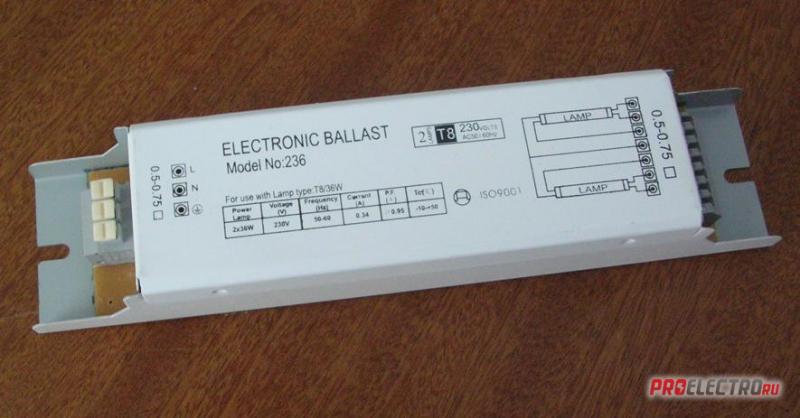 ELECTRONIC BALLAST
Model No:236
2 LAMPS T8 230 VOLTS
AC50/60Hz
LAMP
LAMP
0.5-0.75
0.5-0.75
L
N
For use with Lamp type:T8/36W
ISO9001
Power Lamp Voltage (V) Frequency (Hz) Current (A) P.F.
2x36W 230V 50-60 0.34 0.95 -10-+50
PROELECTRO.RU